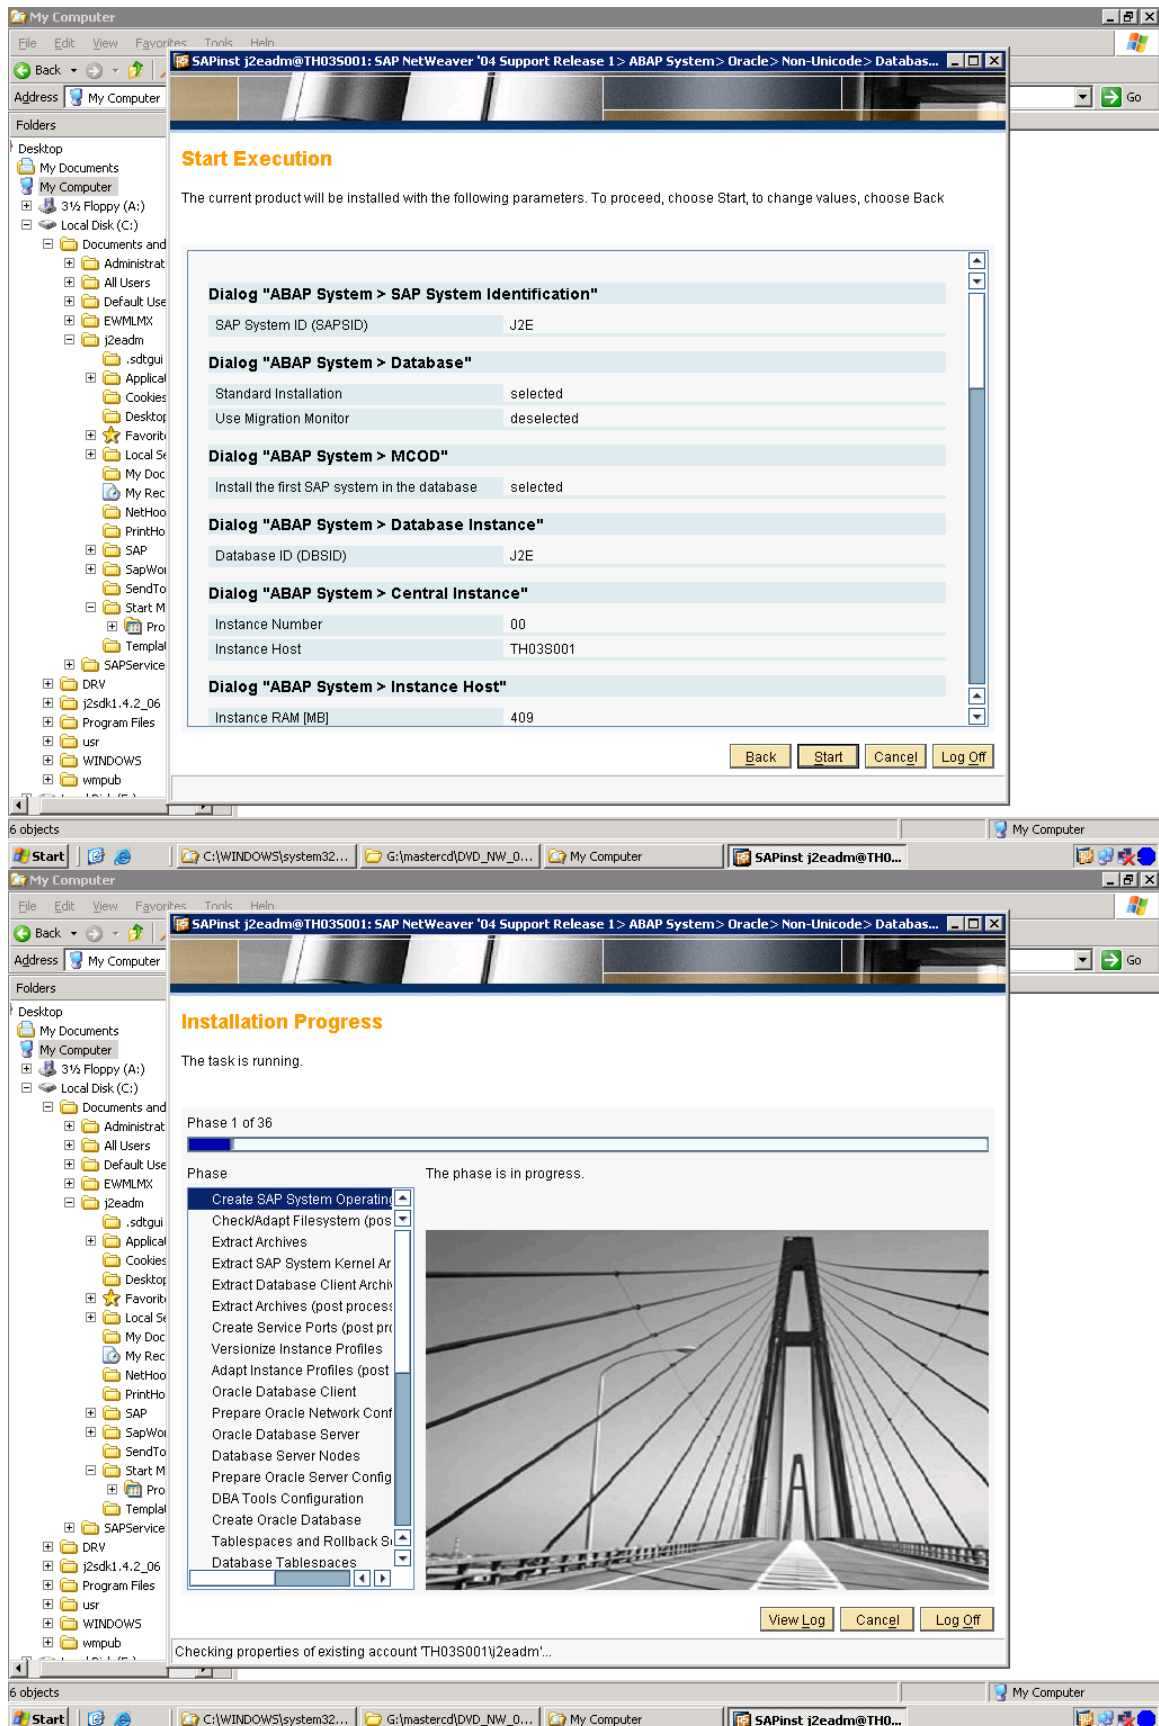 My Computer
File Edit View Favorites Tools Help
SAPinst j2eadm@TH03S001: SAP NetWeaver '04 Support Release 1> ABAP System> Oracle> Non-Unicode> Databas...
Back
Address My Computer
Go
Folders
Start Execution
The current product will be installed with the following parameters. To proceed, choose Start, to change values, choose Back
Desktop
My Documents
My Computer
3½ Floppy (A:)
Local Disk (C:)
Documents and
Administrat
All Users
Default Use
EWMLMX
j2eadm
.sdtgui
Applica
Cookies
Desktop
Favorit
Local Se
My Doc
My Rec
NetHoo
PrintHo
SAP
SapWor
SendTo
Start M
Pro
Templat
SAPService
DRV
j2sdk1.4.2_06
Program Files
usr
WINDOWS
wmpub
Dialog "ABAP System > SAP System Identification"
SAP System ID (SAPSID) J2E
Dialog "ABAP System > Database"
Standard Installation selected
Use Migration Monitor deselected
Dialog "ABAP System > MCOD"
Install the first SAP system in the database selected
Dialog "ABAP System > Database Instance"
Database ID (DBSID) J2E
Dialog "ABAP System > Central Instance"
Instance Number 00
Instance Host TH03S001
Dialog "ABAP System > Instance Host"
Instance RAM [MB] 409
Back Start Cancel Log Off
6 objects
My Computer
Start C:\WINDOWS\system32... G:\mastercd\DVD_NW_0... My Computer SAPinst j2eadm@TH0...
My Computer
File Edit View Favorites Tools Help
SAPinst j2eadm@TH03S001: SAP NetWeaver '04 Support Release 1> ABAP System> Oracle> Non-Unicode> Databas...
Back
Address My Computer
Go
Folders
Installation Progress
The task is running.
Desktop
My Documents
My Computer
3½ Floppy (A:)
Local Disk (C:)
Documents and
Administrat
All Users
Default Use
EWMLMX
j2eadm
.sdtgui
Applica
Cookies
Desktop
Favorit
Local Se
My Doc
My Rec
NetHoo
PrintHo
SAP
SapWor
SendTo
Start M
Pro
Templat
SAPService
DRV
j2sdk1.4.2_06
Program Files
usr
WINDOWS
wmpub
Phase 1 of 36
Phase
The phase is in progress.
Create SAP System Operating
Check/Adapt Filesystem (pos
Extract Archives
Extract SAP System Kernel Ar
Extract Database Client Archiv
Extract Archives (post process
Create Service Ports (post pro
Versionize Instance Profiles
Adapt Instance Profiles (post
Oracle Database Client
Prepare Oracle Network Conf
Oracle Database Server
Database Server Nodes
Prepare Oracle Server Config
DBA Tools Configuration
Create Oracle Database
Tablespaces and Rollback S
Database Tablespaces
View Log Cancel Log Off
Checking properties of existing account 'TH03S001\j2eadm'...
6 objects
My Computer
Start C:\WINDOWS\system32... G:\mastercd\DVD_NW_0... My Computer SAPinst j2eadm@TH0...